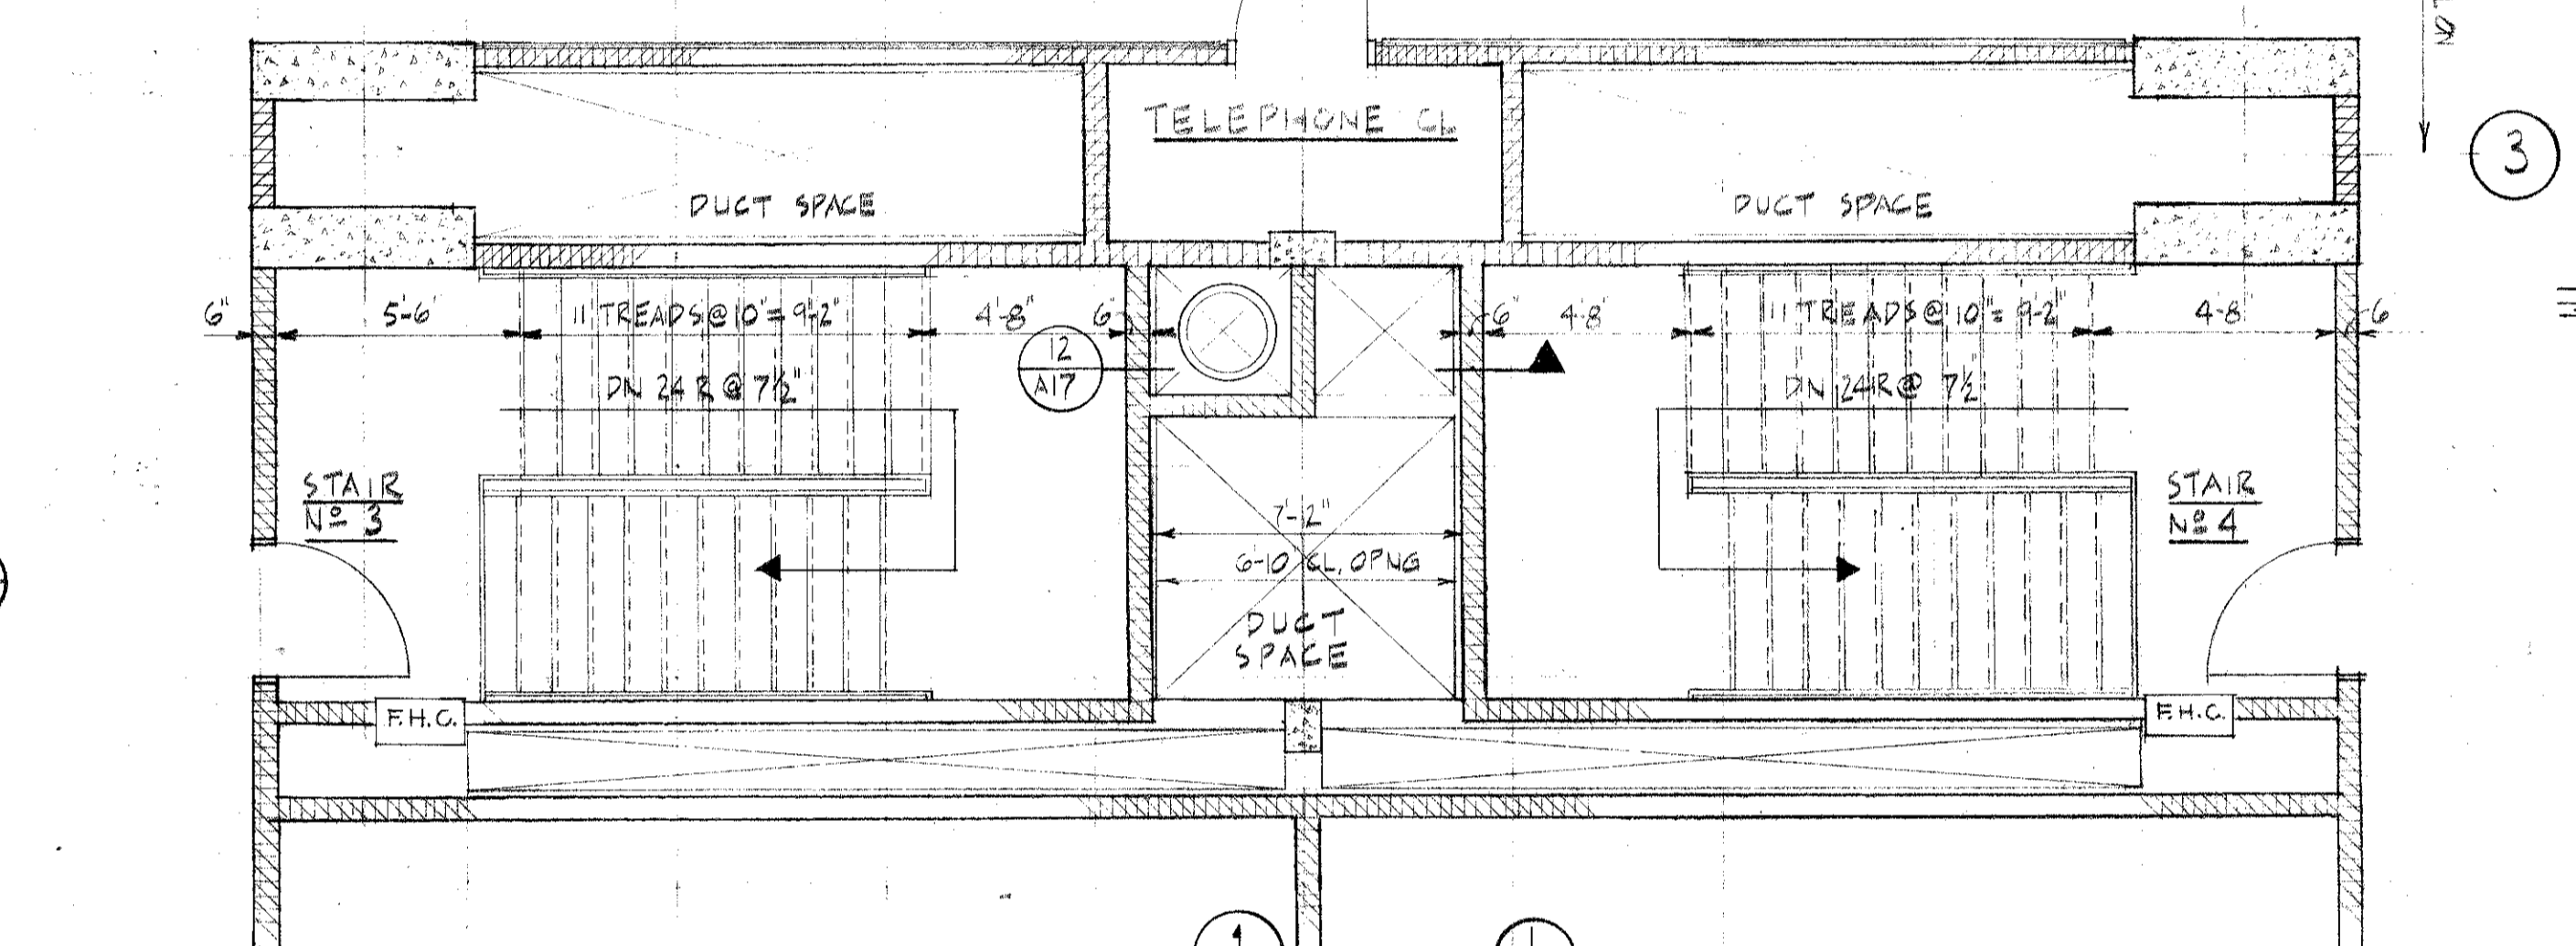 TELEPHONE CL
3
DUCT SPACE
DUCT SPACE
6" 5'-6" 11 TREADS @ 10" = 9'-2" 4'-8" 6"
6" 4'-8" 11 TREADS @ 10" = 9'-2" 4'-8" 6
12
A17
DN 24 R @ 7½"
DN 24 R @ 7½"
STAIR
Nº 3
STAIR
Nº 4
7'-2"
6-10 CL. OPNG
DUCT
SPACE
F.H.C.
F.H.C.